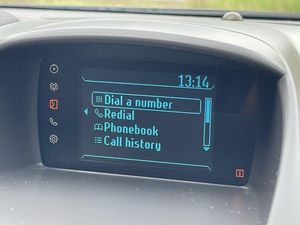 13:14
Dial a number
Redial
Phonebook
Call history